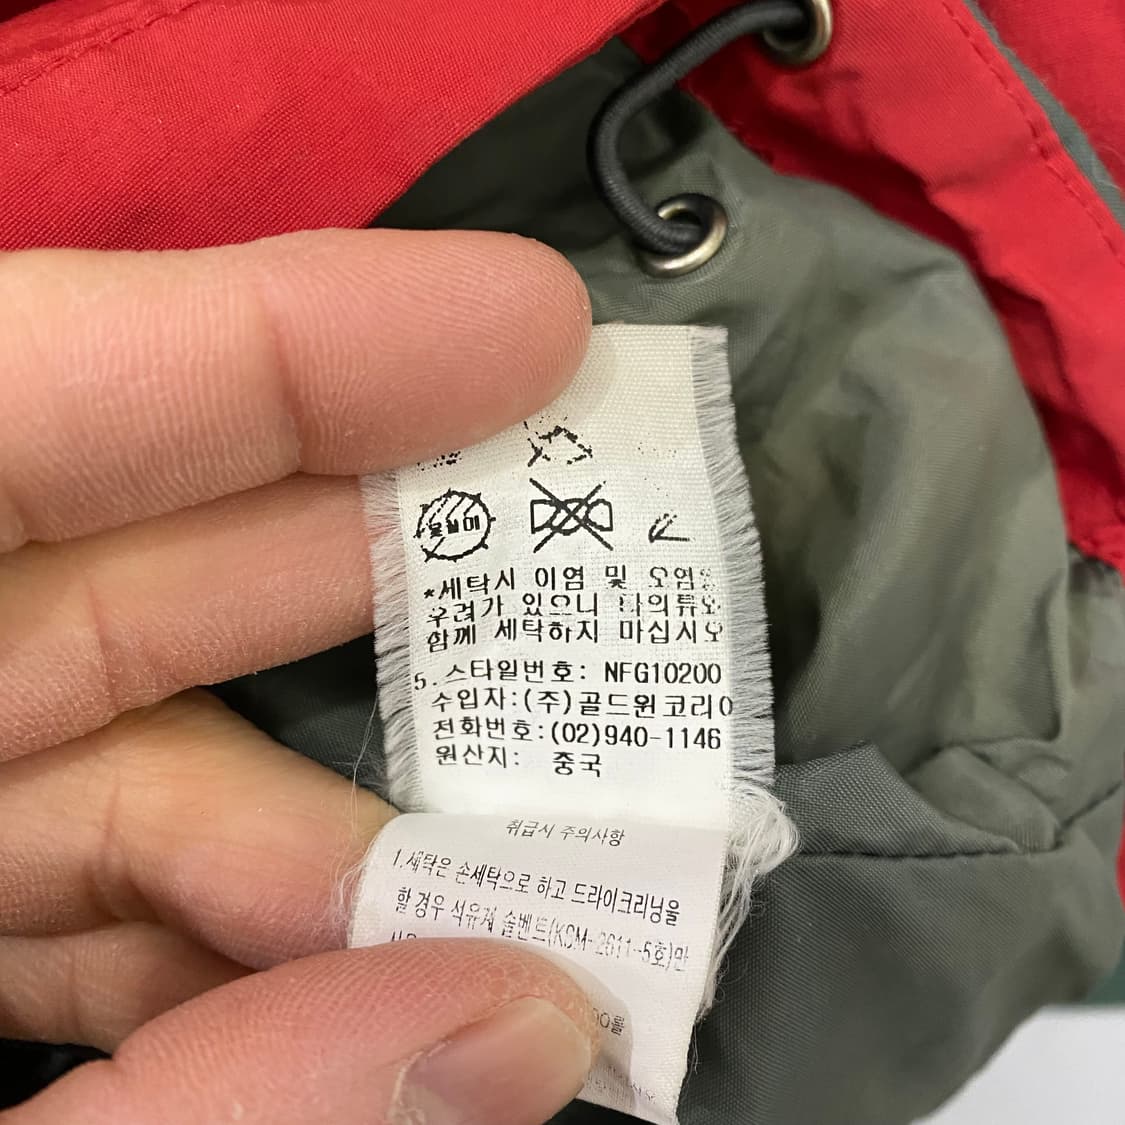 *세탁시 이염 및 오염
우려가 있으니 의류와
함께 세탁하지 마십시오
5. 스타일번호: NFG10200
수입자:(주)골드윈코리아
전화번호:(02)940-1146
원산지: 중국
취급시 주의사항
1.세탁은 손세탁으로 하고 드라이크리닝을
할 경우 석유계 솔벤트(KSM-2611-5호)만